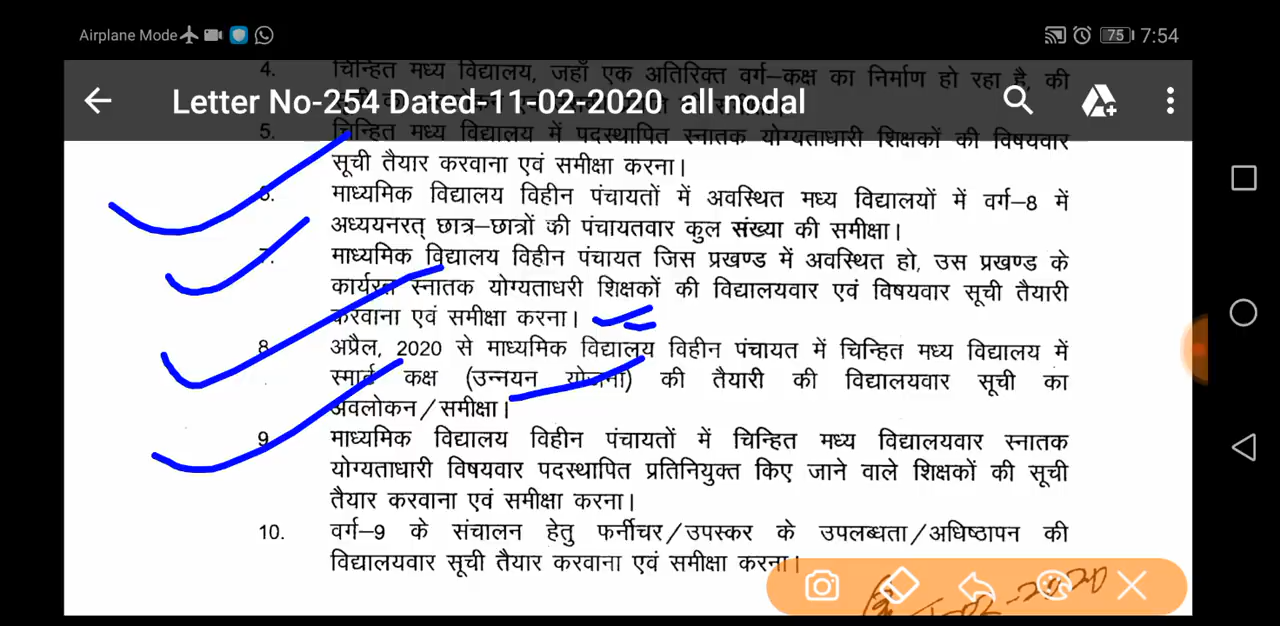 Airplane Mode
75 7:54
4. चिन्हित मध्य विद्यालय, जहाँ एक अतिरिक्त वर्ग–कक्ष का निर्माण हो रहा है, की
Letter No-254 Dated-11-02-2020 all nodal
5. चिन्हित मध्य विद्यालय में पदस्थापित स्नातक योग्यताधारी शिक्षकों की विषयवार
सूची तैयार करवाना एवं समीक्षा करना।
6. माध्यमिक विद्यालय विहीन पंचायतों में अवस्थित मध्य विद्यालयों में वर्ग–8 में
अध्ययनरत् छात्र–छात्रों की पंचायतवार कुल संख्या की समीक्षा।
7. माध्यमिक विद्यालय विहीन पंचायत जिस प्रखण्ड में अवस्थित हो, उस प्रखण्ड के
कार्यरत स्नातक योग्यताधरी शिक्षकों की विद्यालयवार एवं विषयवार सूची तैयारी
करवाना एवं समीक्षा करना।
8. अप्रैल, 2020 से माध्यमिक विद्यालय विहीन पंचायत में चिन्हित मध्य विद्यालय में
स्मार्ट कक्ष (उन्नयन योजना) की तैयारी की विद्यालयवार सूची का
अवलोकन/समीक्षा।
9. माध्यमिक विद्यालय विहीन पंचायतों में चिन्हित मध्य विद्यालयवार स्नातक
योग्यताधारी विषयवार पदस्थापित प्रतिनियुक्त किए जाने वाले शिक्षकों की सूची
तैयार करवाना एवं समीक्षा करना।
10. वर्ग–9 के संचालन हेतु फर्नीचर/उपस्कर के उपलब्धता/अधिष्ठापन की
विद्यालयवार सूची तैयार करवाना एवं समीक्षा करना।